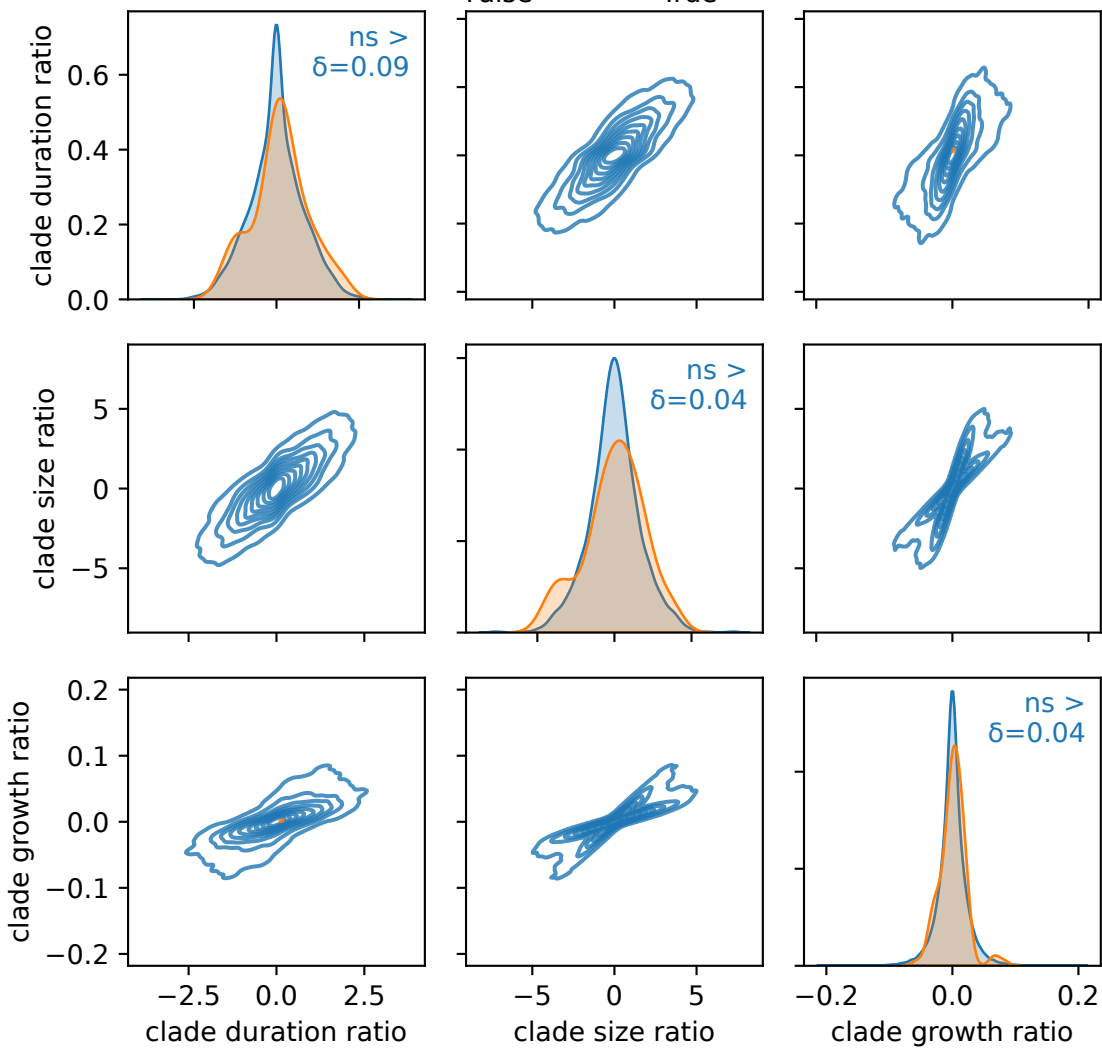 raise True
clade duration ratio
0.6
0.4
0.2
0.0
ns >
δ=0.09
clade size ratio
5
0
−5
ns >
δ=0.04
clade growth ratio
0.2
0.1
0.0
−0.1
−0.2
ns >
δ=0.04
−2.5 0.0 2.5
−5 0 5
−0.2 0.0 0.2
clade duration ratio
clade size ratio
clade growth ratio